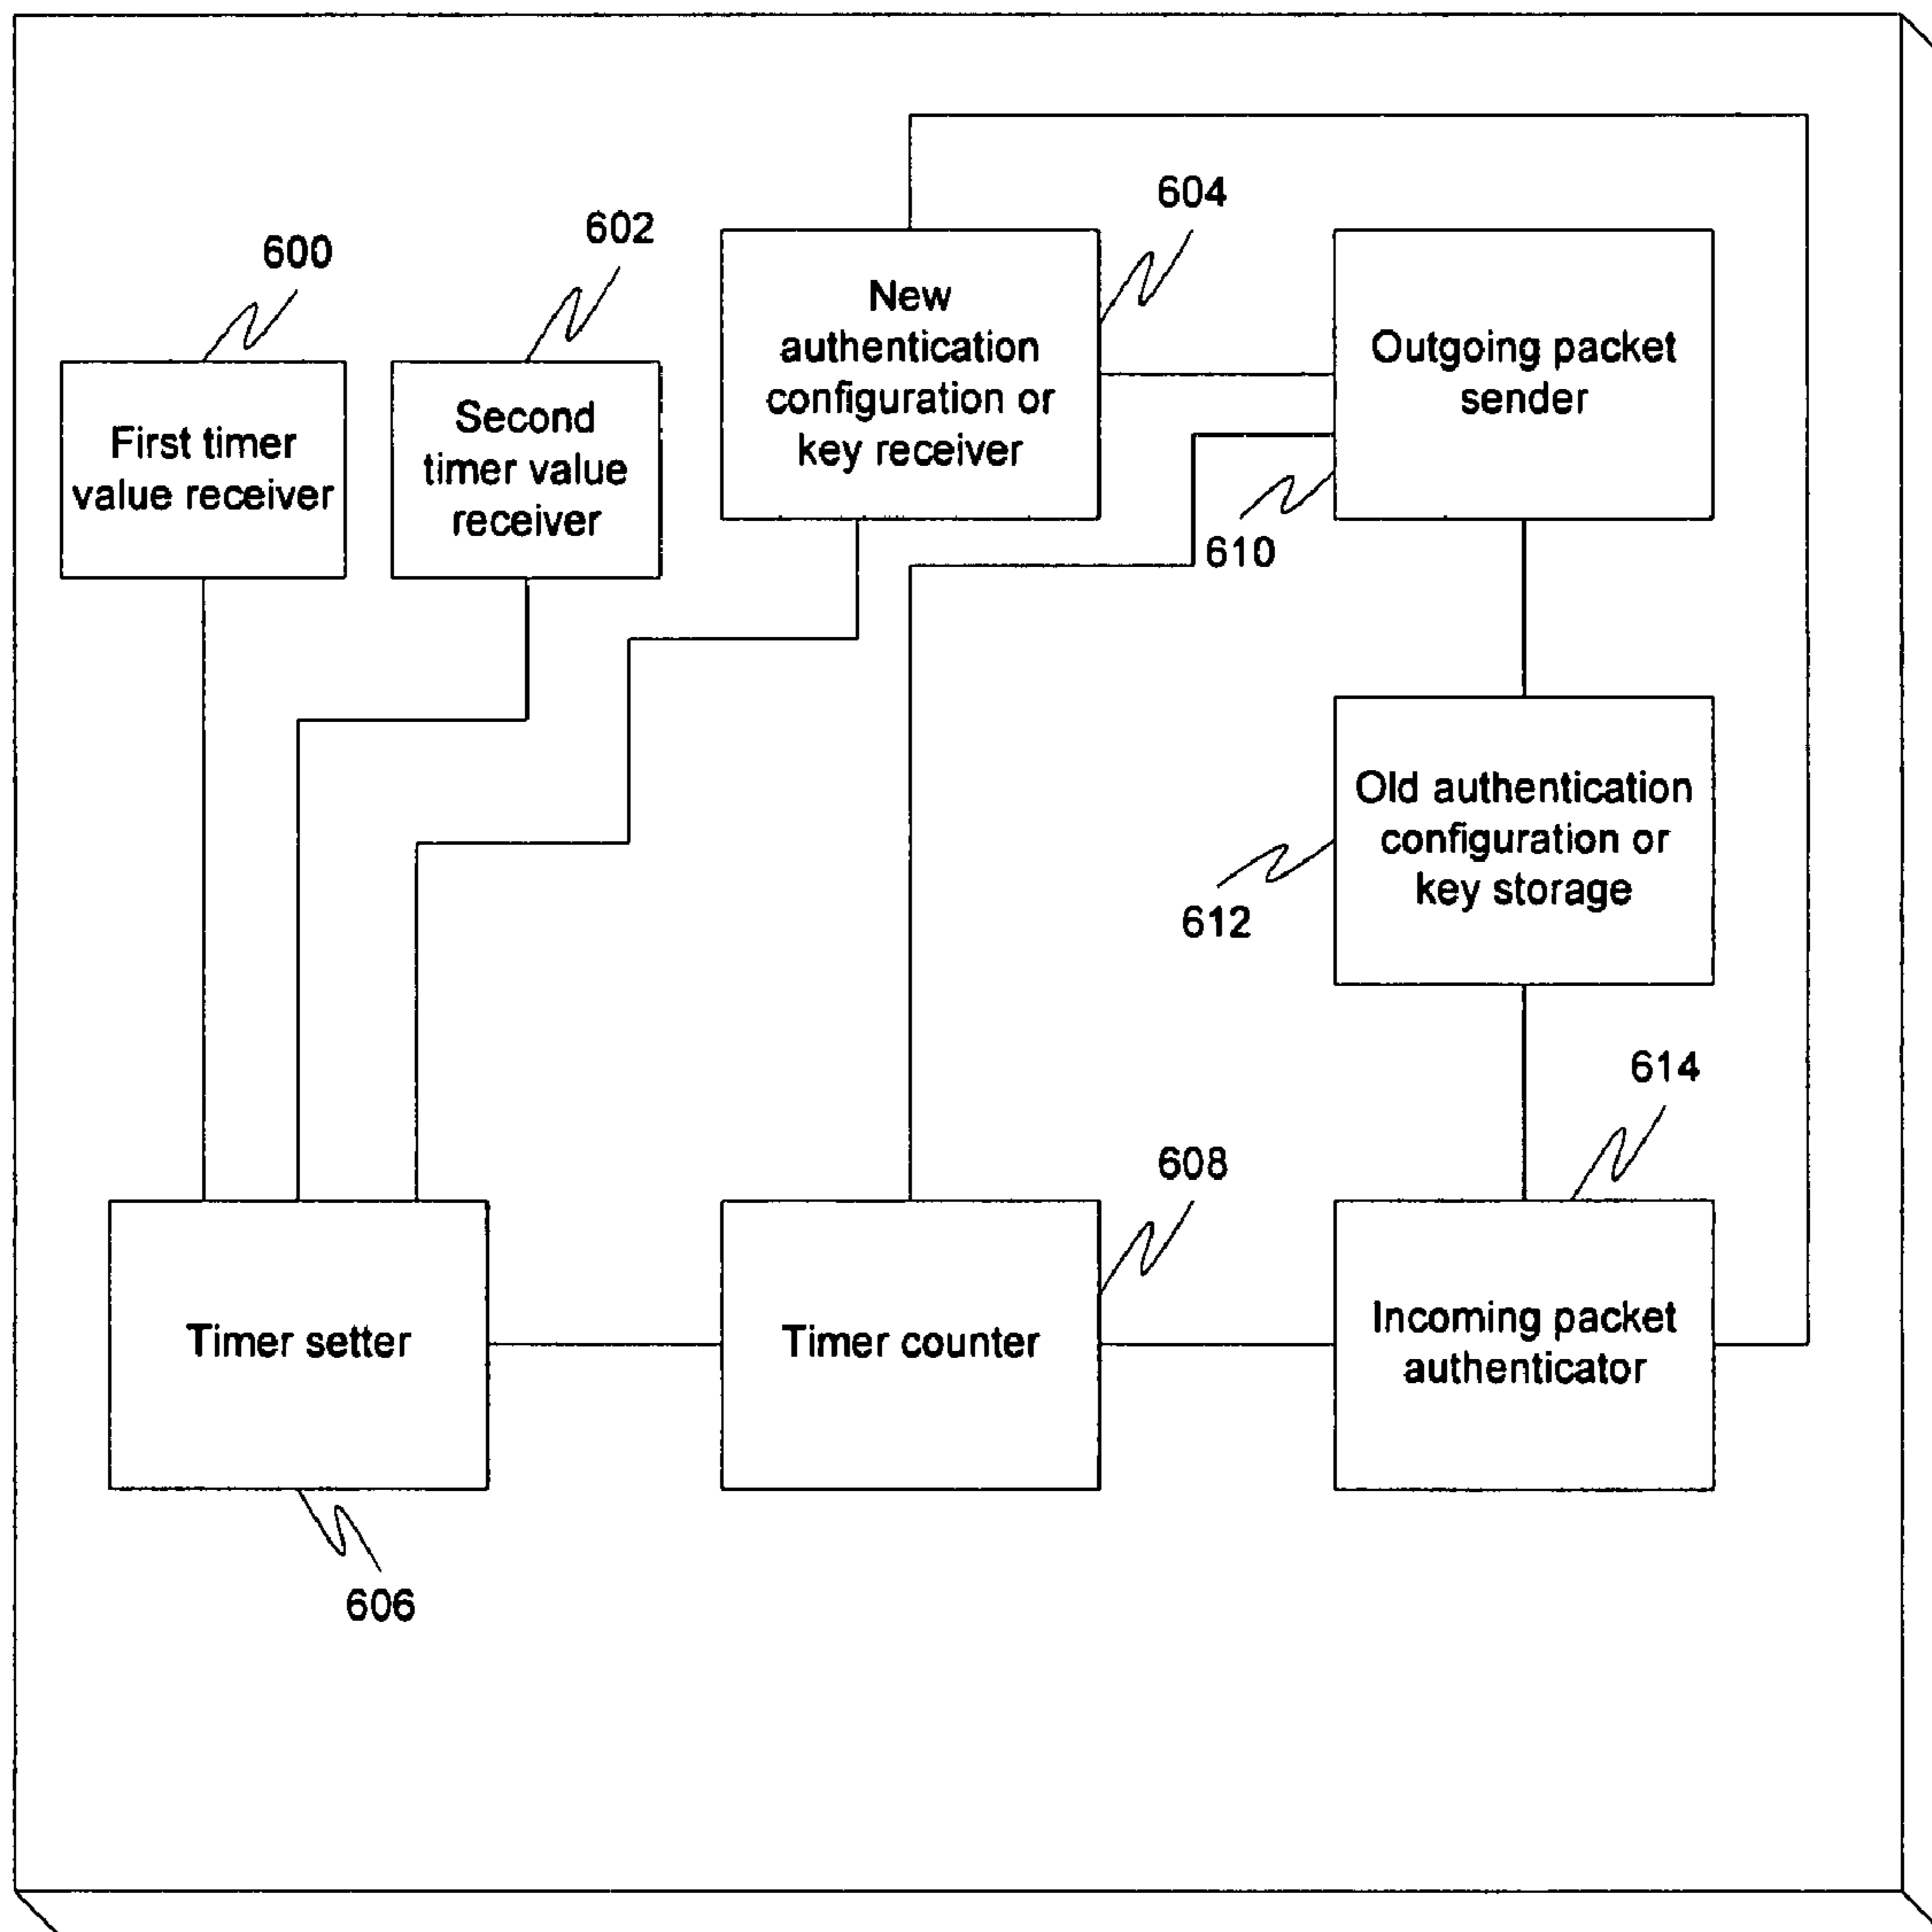 600
602
604
First timer
value receiver
Second
timer value
receiver
New
authentication
configuration or
key receiver
Outgoing packet
sender
610
Old authentication
configuration or
key storage
612
614
608
Timer setter
Timer counter
Incoming packet
authenticator
606